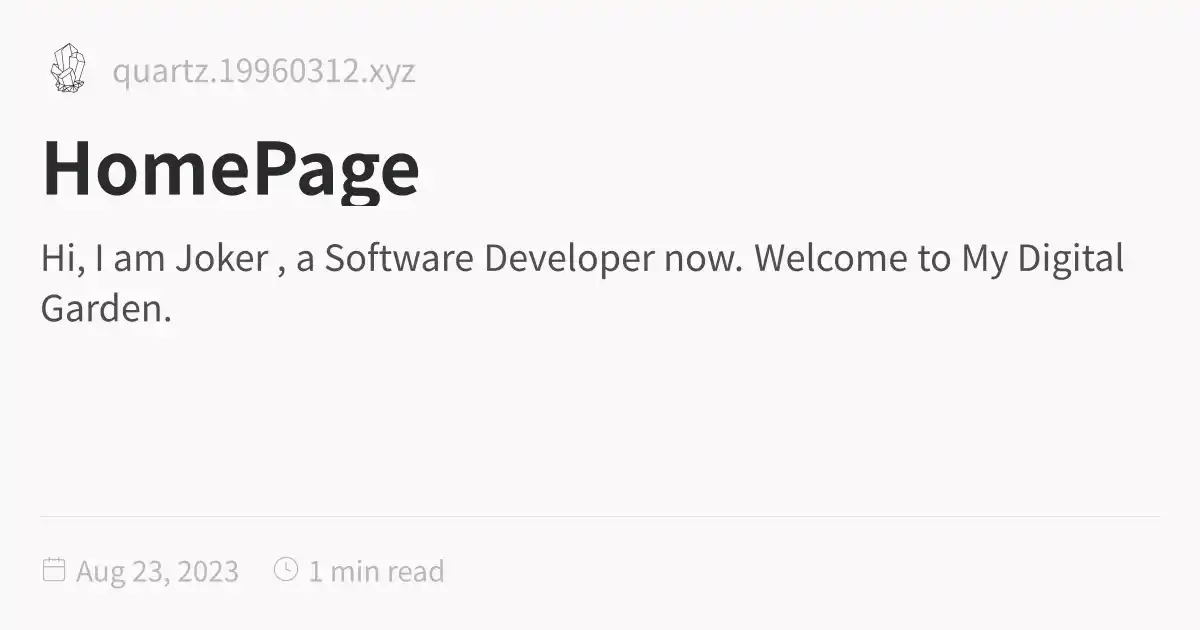 quartz.19960312.xyz
HomePage
Hi, I am Joker , a Software Developer now. Welcome to My Digital
Garden.
Aug 23, 2023 1 min read